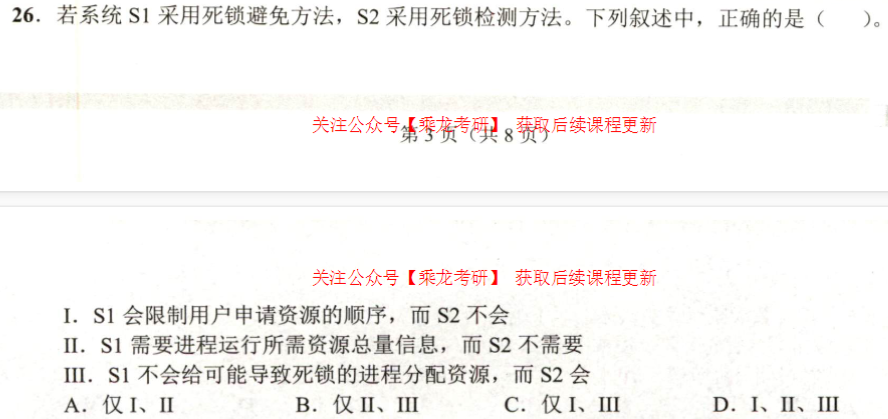 26. 若系统 S1 采用死锁避免方法，S2 采用死锁检测方法。下列叙述中，正确的是（  ）。
关注公众号【乘龙考研】 获取后续课程更新
第 3 页（共 8 页）
关注公众号【乘龙考研】 获取后续课程更新
I. S1 会限制用户申请资源的顺序，而 S2 不会
II. S1 需要进程运行所需资源总量信息，而 S2 不需要
III. S1 不会给可能导致死锁的进程分配资源，而 S2 会
A. 仅 I、II B. 仅 II、III C. 仅 I、III D. I、II、III